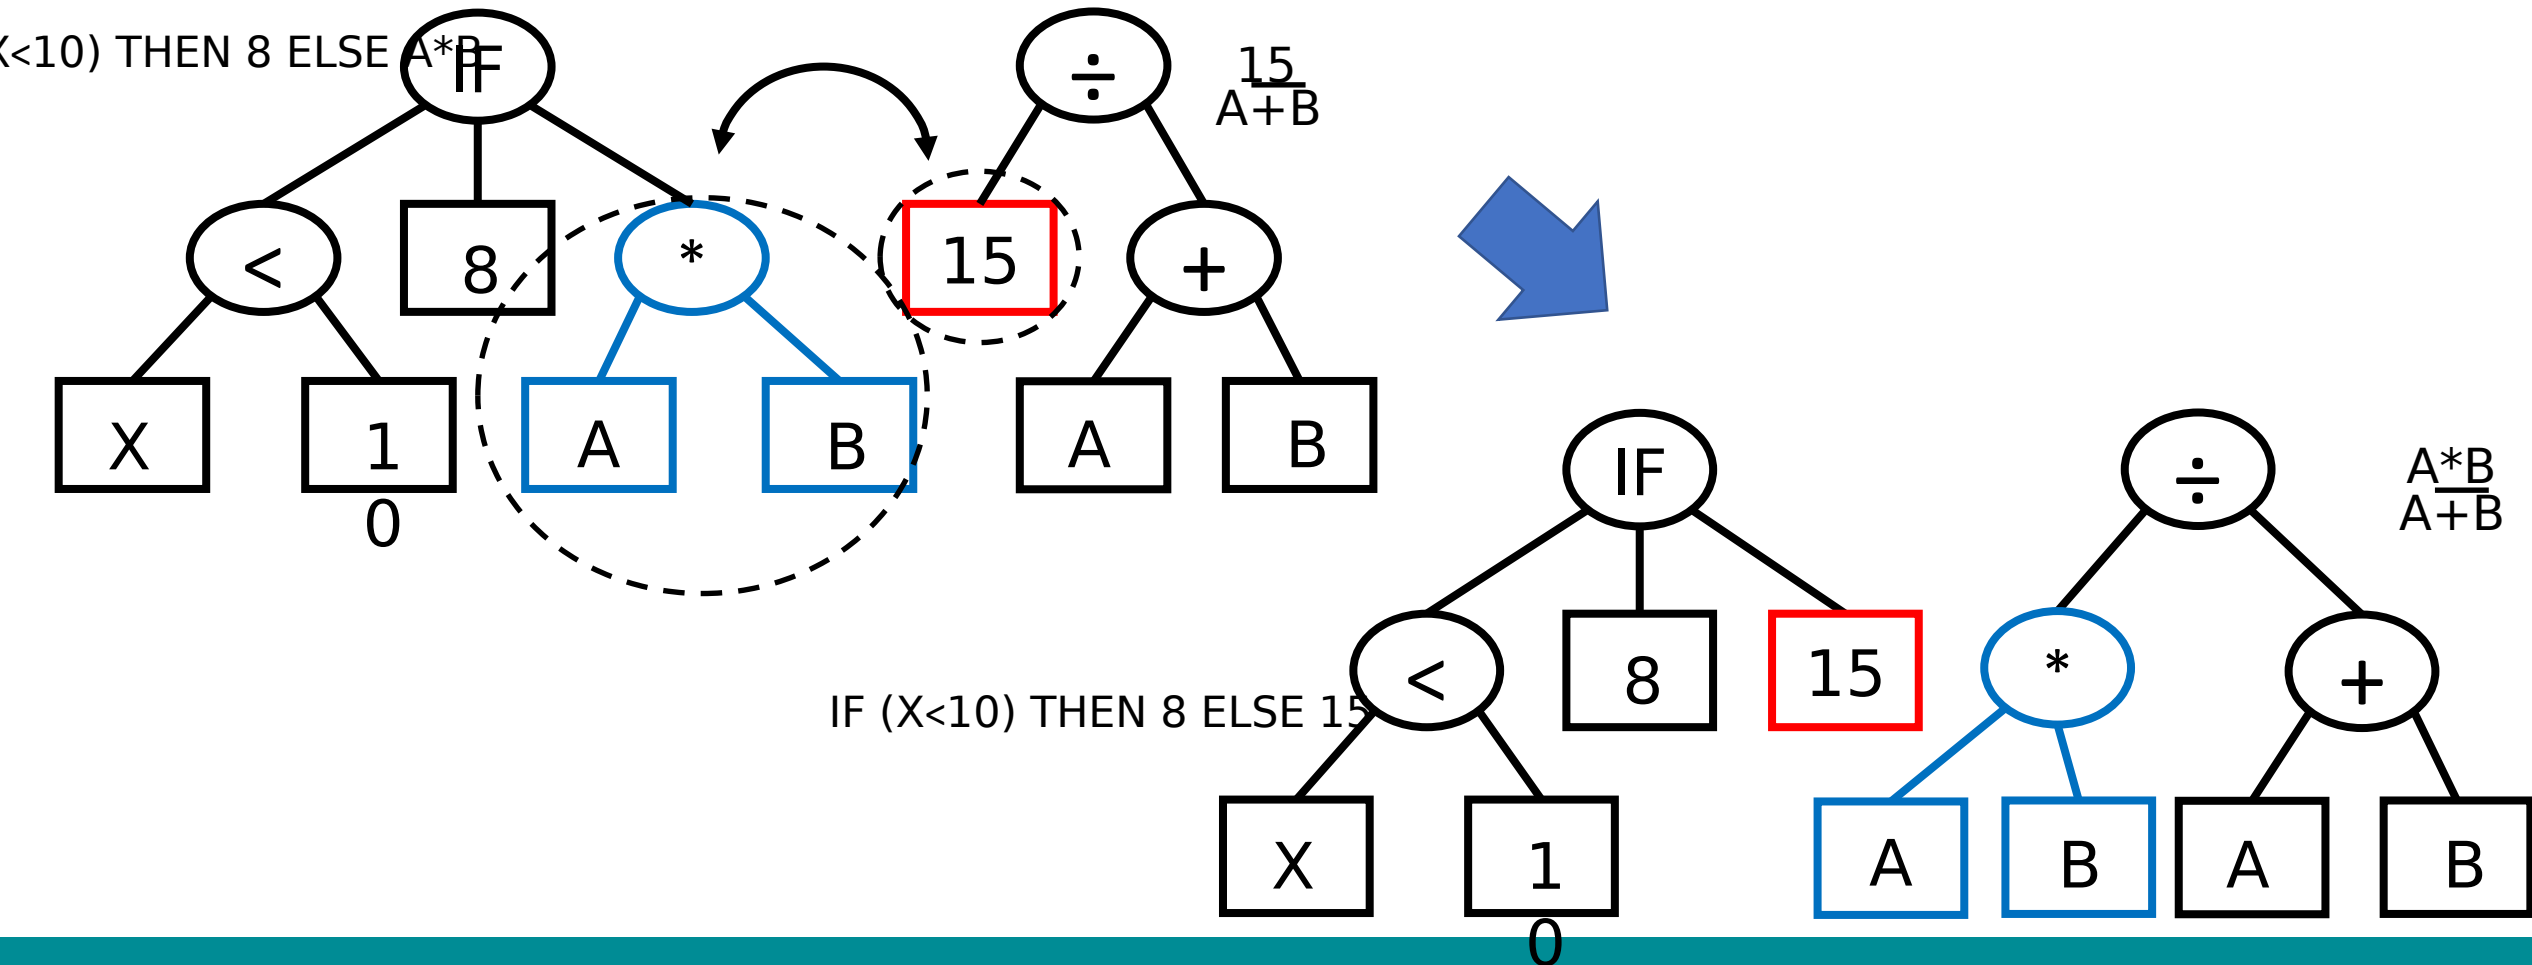 X<10) THEN 8 ELSE A*B
IF
÷
15
A+B
<
8
*
15
+
X
1
0
A
B
A
B
IF
÷
A*B
A+B
IF (X<10) THEN 8 ELSE 15
<
8
15
*
+
X
1
0
A
B
A
B